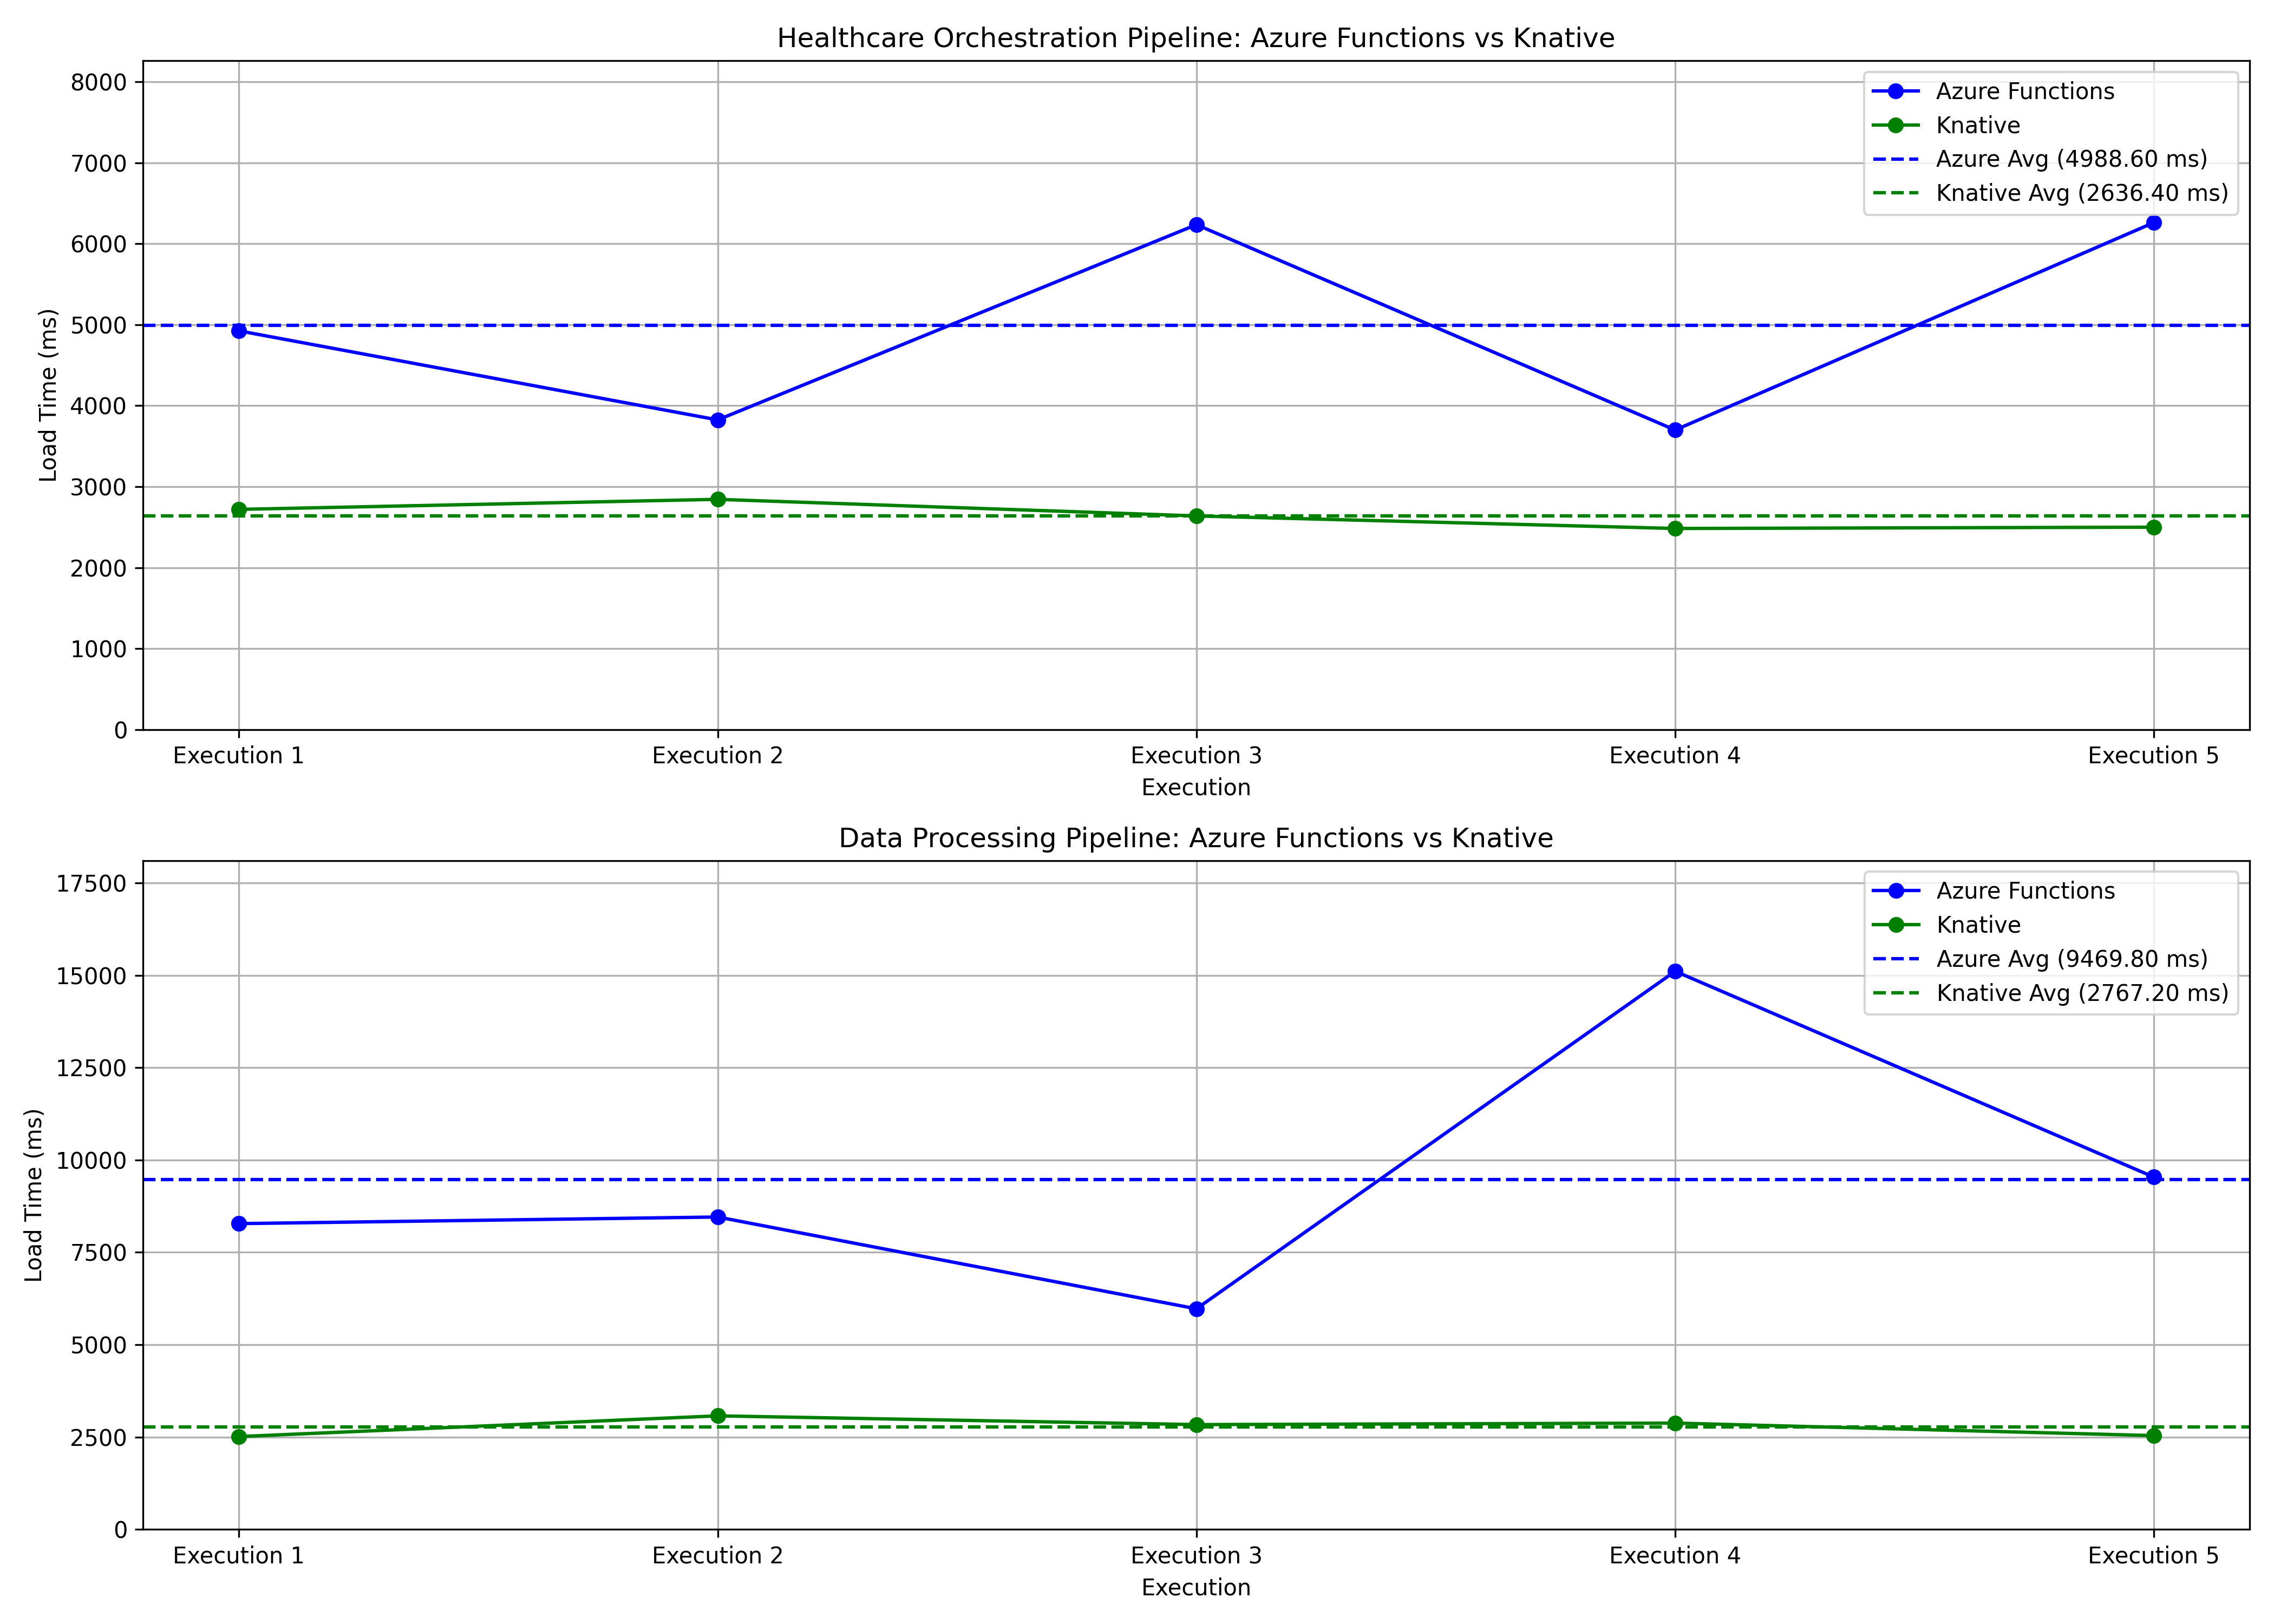 Healthcare Orchestration Pipeline: Azure Functions vs Knative
Load Time (ms)
8000
7000
6000
5000
4000
3000
2000
1000
0
Azure Functions
Knative
Azure Avg (4988.60 ms)
Knative Avg (2636.40 ms)
Execution 1
Execution 2
Execution 3
Execution 4
Execution 5
Execution
Data Processing Pipeline: Azure Functions vs Knative
Load Time (ms)
17500
15000
12500
10000
7500
5000
2500
0
Azure Functions
Knative
Azure Avg (9469.80 ms)
Knative Avg (2767.20 ms)
Execution 1
Execution 2
Execution 3
Execution 4
Execution 5
Execution